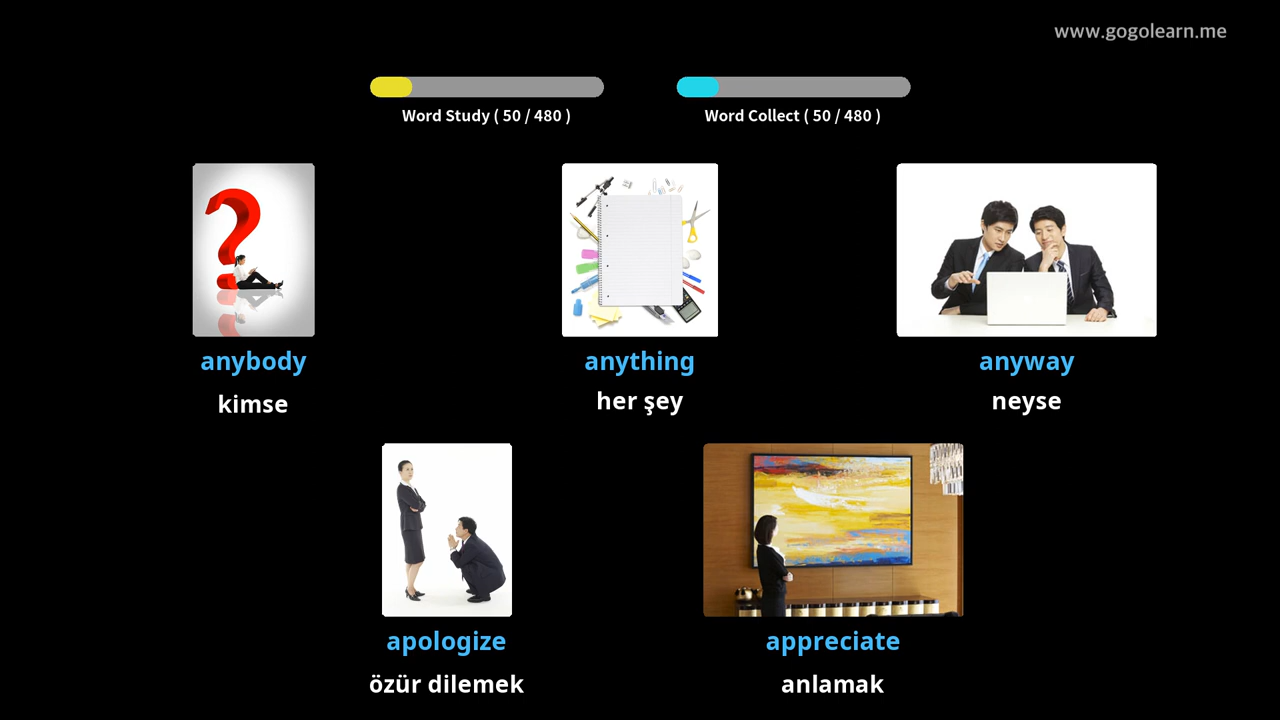 www.gogolearn.me
Word Study ( 50 / 480 )
Word Collect ( 50 / 480 )
anybody
anything
anyway
kimse
her şey
neyse
apologize
appreciate
özür dilemek
anlamak